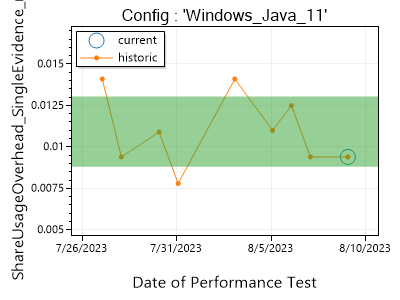 Config : 'Windows_Java_11'
current
historic
0.015
0.0125
0.01
0.0075
0.005
7/26/2023
7/31/2023
8/5/2023
8/10/2023
Date of Performance Test
ShareUsageOverhead_SingleEvidence_